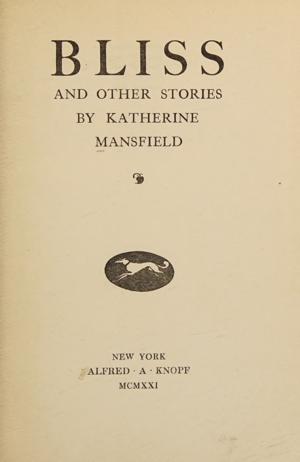 BLISS
AND OTHER STORIES
BY KATHERINE
MANSFIELD
NEW YORK
ALFRED · A · KNOPF
MCMXXI